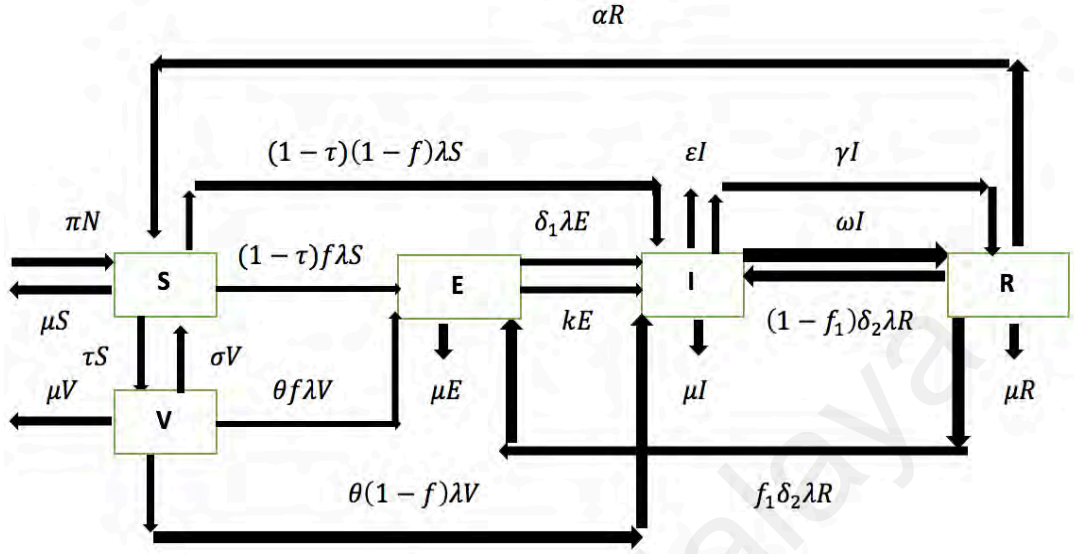 αR
(1 − τ)(1 − f)λS
εI
γI
πN
(1 − τ)fλS
δ₁λE
ωI
S
E
I
R
μS
kE
(1 − f₁)δ₂λR
τS
σV
μV
θfλV
μE
μI
μR
V
θ(1 − f)λV
f₁δ₂λR
alaya